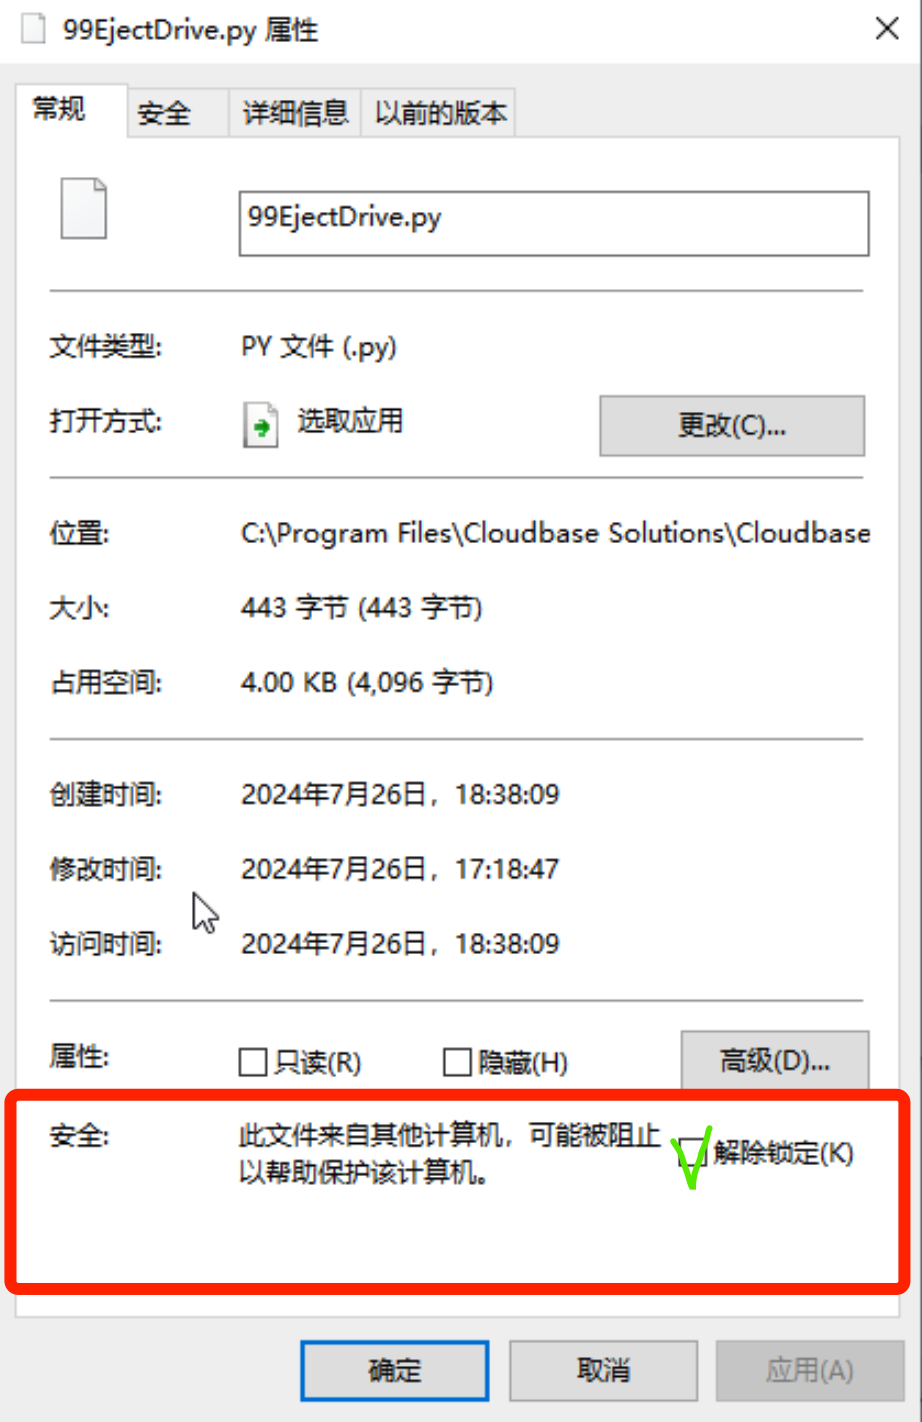 99EjectDrive.py 属性
常规 安全 详细信息 以前的版本
99EjectDrive.py
文件类型: PY 文件 (.py)
打开方式: 选取应用 更改(C)...
位置: C:\Program Files\Cloudbase Solutions\Cloudbase
大小: 443 字节 (443 字节)
占用空间: 4.00 KB (4,096 字节)
创建时间: 2024年7月26日，18:38:09
修改时间: 2024年7月26日，17:18:47
访问时间: 2024年7月26日，18:38:09
属性: 只读(R) 隐藏(H) 高级(D)...
安全: 此文件来自其他计算机，可能被阻止 解除锁定(K)
以帮助保护该计算机。
确定 取消 应用(A)